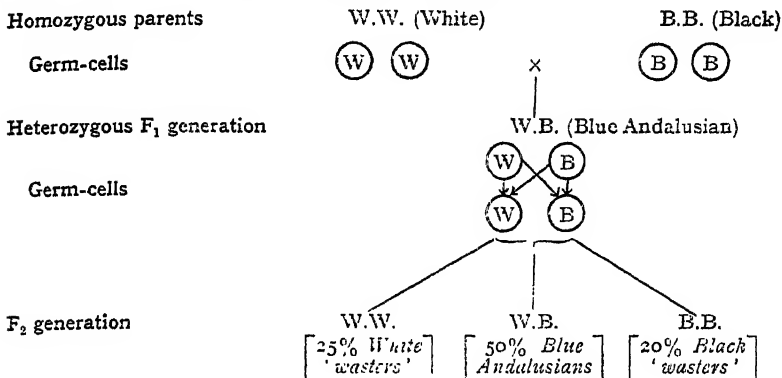 Homozygous parents W.W. (White) B.B. (Black)
Germ-cells W W × B B
Heterozygous F₁ generation W.B. (Blue Andalusian)
W B
Germ-cells
W B
F₂ generation W.W. W.B. B.B.
[25% White [50% Blue [20% Black
'wasters'] Andalusians] 'wasters']